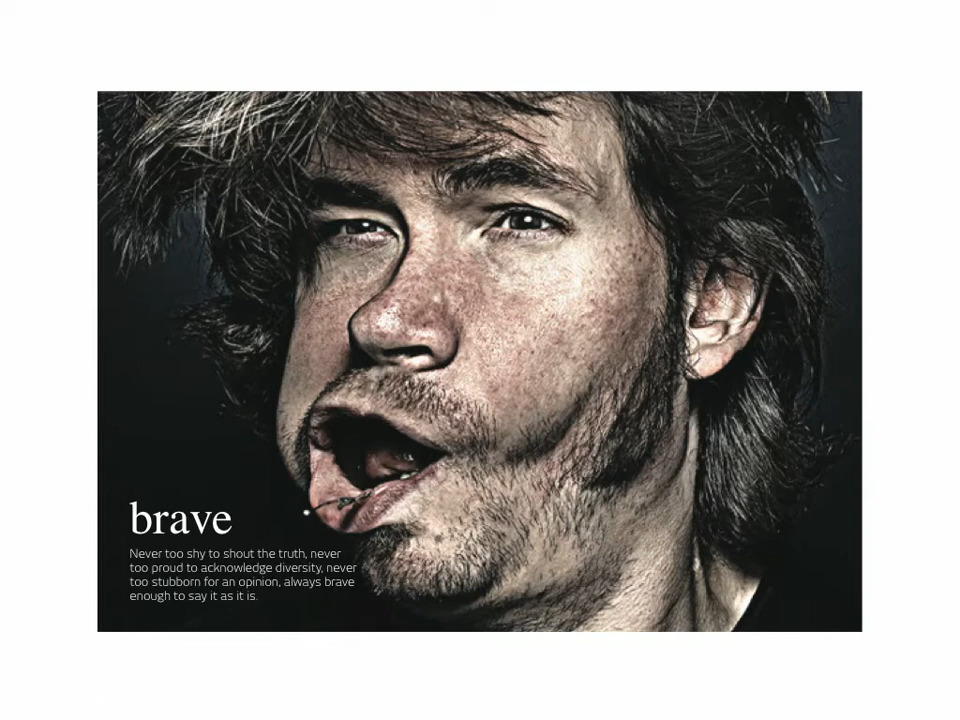 brave
Never too shy to shout the truth, never
too proud to acknowledge diversity, never
too stubborn for an opinion, always brave
enough to say it as it is.